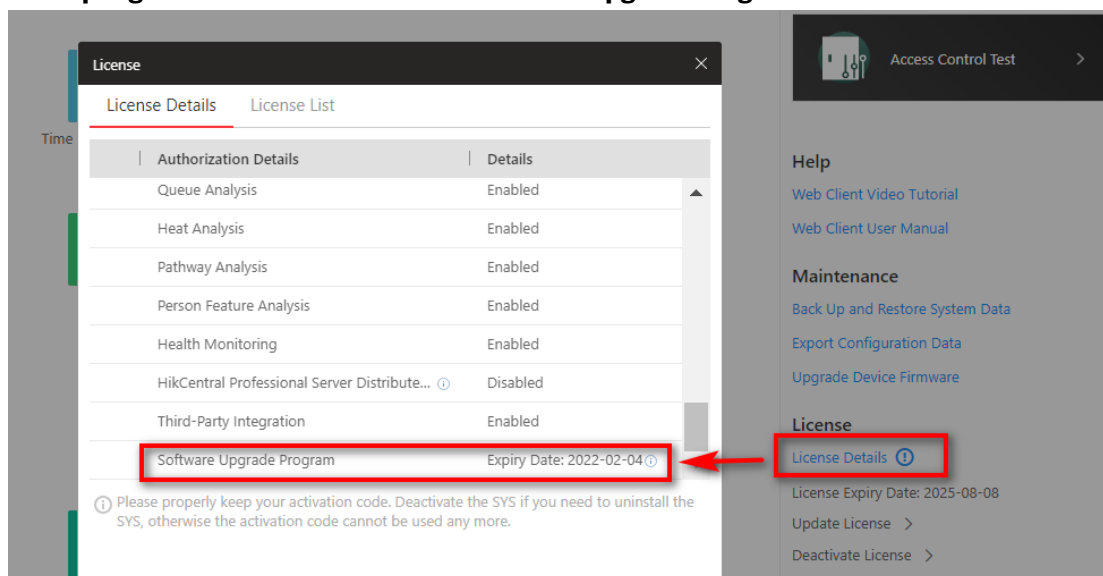 License
License Details
License List
Time
Authorization Details
Details
Queue Analysis
Enabled
Heat Analysis
Enabled
Pathway Analysis
Enabled
Person Feature Analysis
Enabled
Health Monitoring
Enabled
HikCentral Professional Server Distribute...
Disabled
Third-Party Integration
Enabled
Software Upgrade Program
Expiry Date: 2022-02-04
Please properly keep your activation code. Deactivate the SYS if you need to uninstall the
SYS, otherwise the activation code cannot be used any more.
Access Control Test
Help
Web Client Video Tutorial
Web Client User Manual
Maintenance
Back Up and Restore System Data
Export Configuration Data
Upgrade Device Firmware
License
License Details
License Expiry Date: 2025-08-08
Update License >
Deactivate License >